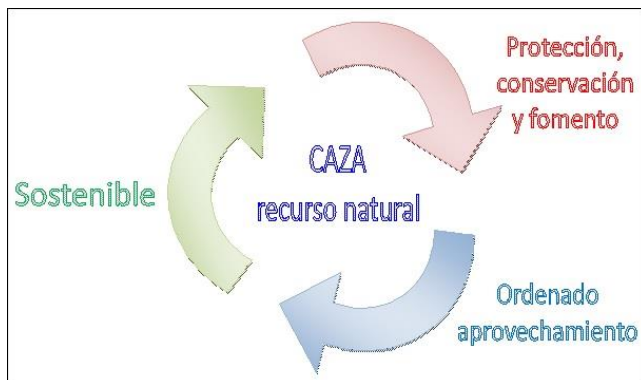 Protección,
conservación
y fomento
CAZA
recurso natural
Sostenible
Ordenado
aprovechamiento